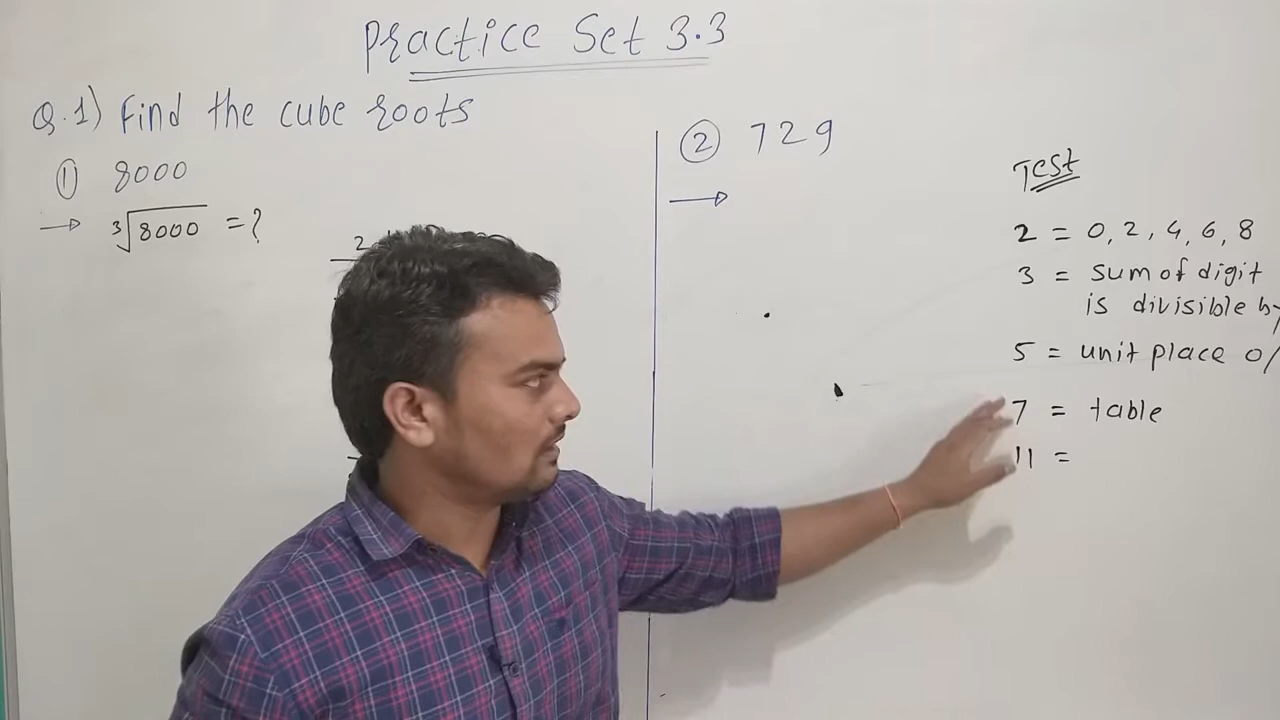 Practice Set 3.3
Q.1) Find the cube roots
① 8000
→ ∛8000 = ?
2
② 729
→
Test
2 = 0, 2, 4, 6, 8
3 = sum of digit
is divisible
5 = unit place 0/
7 = table
11 =